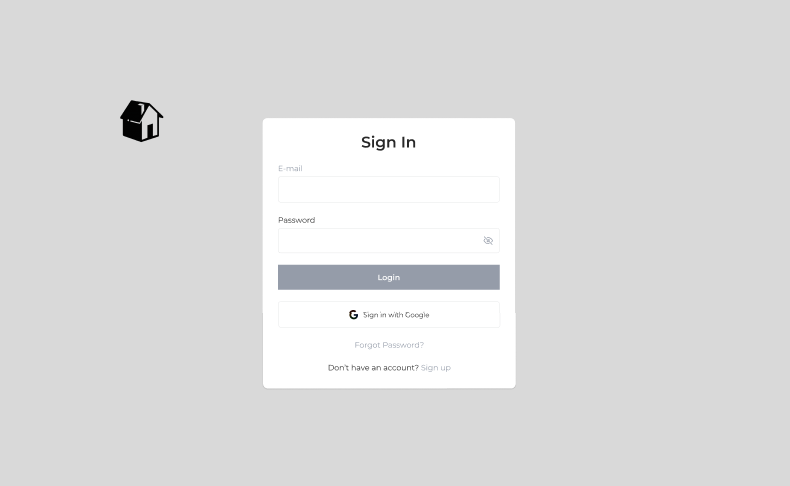 Sign In
E-mail
Password
Login
Sign in with Google
Forgot Password?
Don't have an account? Sign up